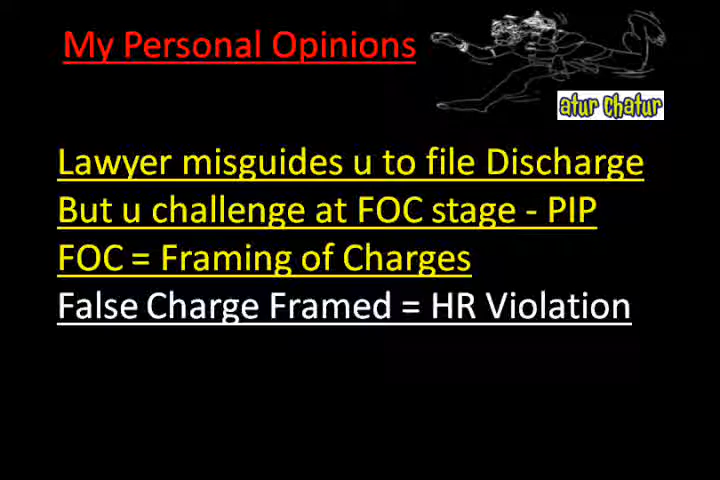 My Personal Opinions
atur chatur
Lawyer misguides u to file Discharge
But u challenge at FOC stage - PIP
FOC = Framing of Charges
False Charge Framed = HR Violation